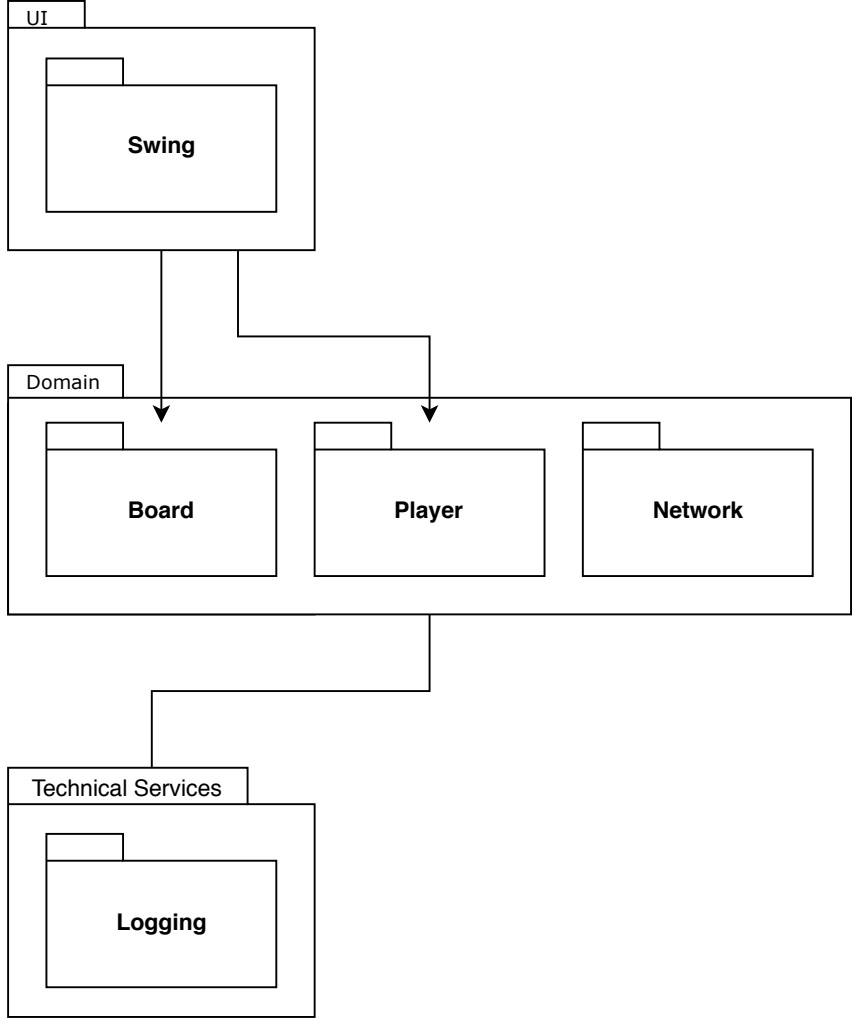 UI
Swing
Domain
Board
Player
Network
Technical Services
Logging